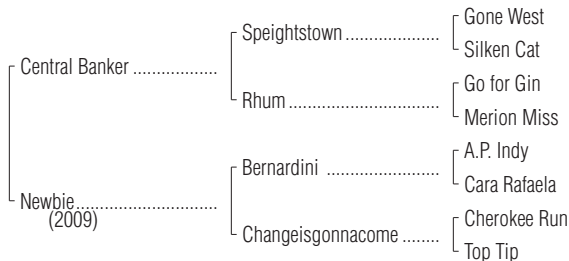 Gone West
Speightstown
Silken Cat
Central Banker
Go for Gin
Rhum
Merion Miss
A.P. Indy
Bernardini
Cara Rafaela
Newbie
(2009)
Cherokee Run
Changeisgonnacome
Top Tip